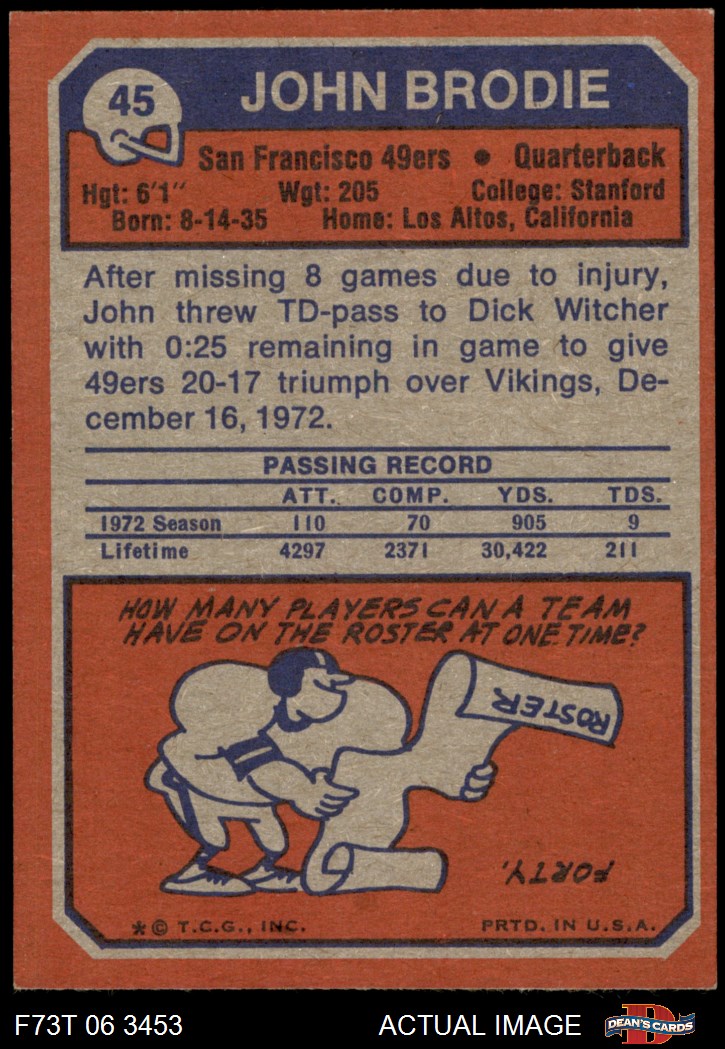 45
JOHN BRODIE
San Francisco 49ers • Quarterback
Hgt: 6'1" Wgt: 205 College: Stanford
Born: 8-14-35 Home: Los Altos, California
After missing 8 games due to injury,
John threw TD-pass to Dick Witcher
with 0:25 remaining in game to give
49ers 20-17 triumph over Vikings, De-
cember 16, 1972.
PASSING RECORD
ATT. COMP. YDS. TDS.
1972 Season 110 70 905 9
Lifetime 4297 2371 30,422 211
HOW MANY PLAYERS CAN A TEAM
HAVE ON THE ROSTER AT ONE TIME?
ROSTER
FORTY.
*© T.C.G., INC. PRTD. IN U.S.A.
F73T 06 3453 ACTUAL IMAGE
D
DEAN'S CARDS